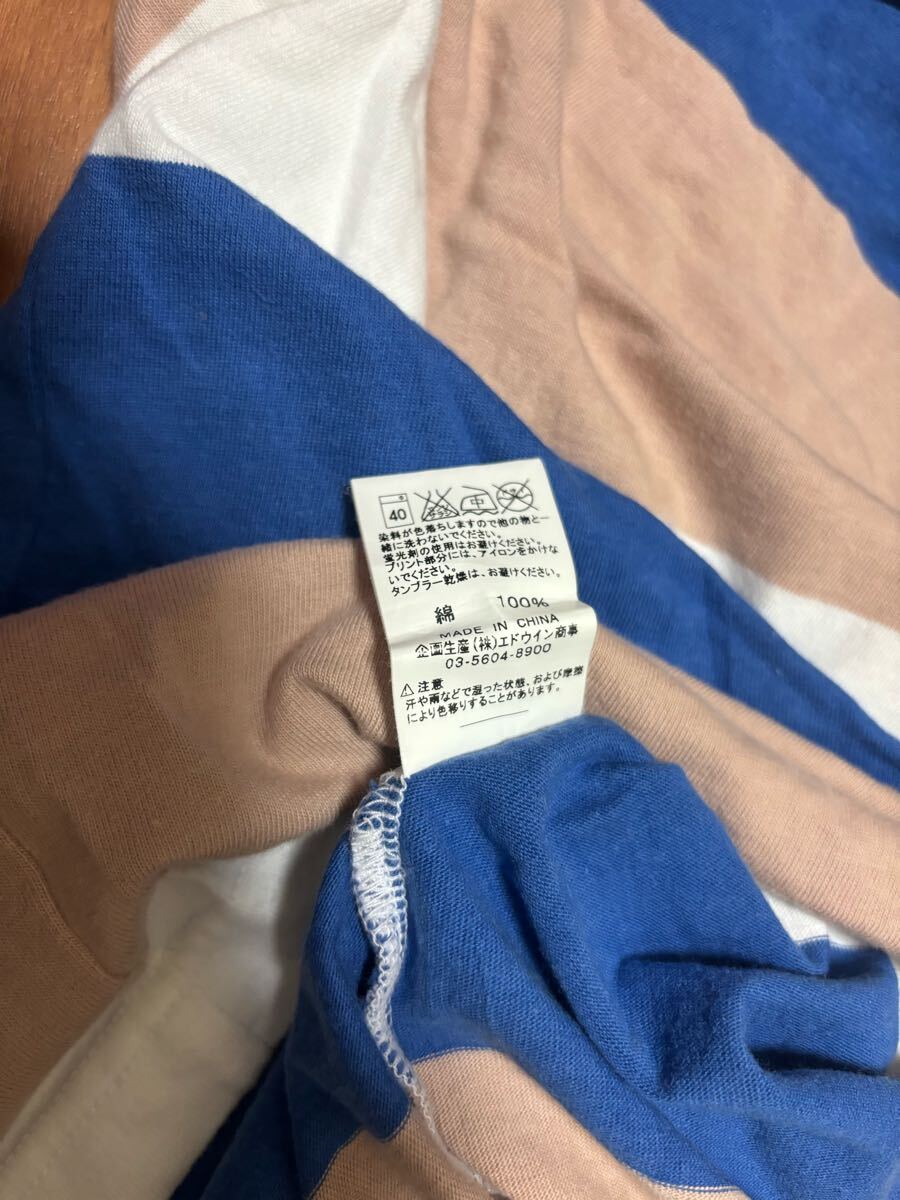 40
中
染料が色落ちしますので他の物と一
緒に洗わないでください。
蛍光剤の使用はお避けください。
プリント部分には、アイロンをかけな
いでください。
タンブラー乾燥は、お避けください。
綿 100%
MADE IN CHINA
企画生産(株)エドウイン商事
03-5604-8900
⚠注意
汗や雨などで湿った状態、および摩擦
により色移りすることがあります。